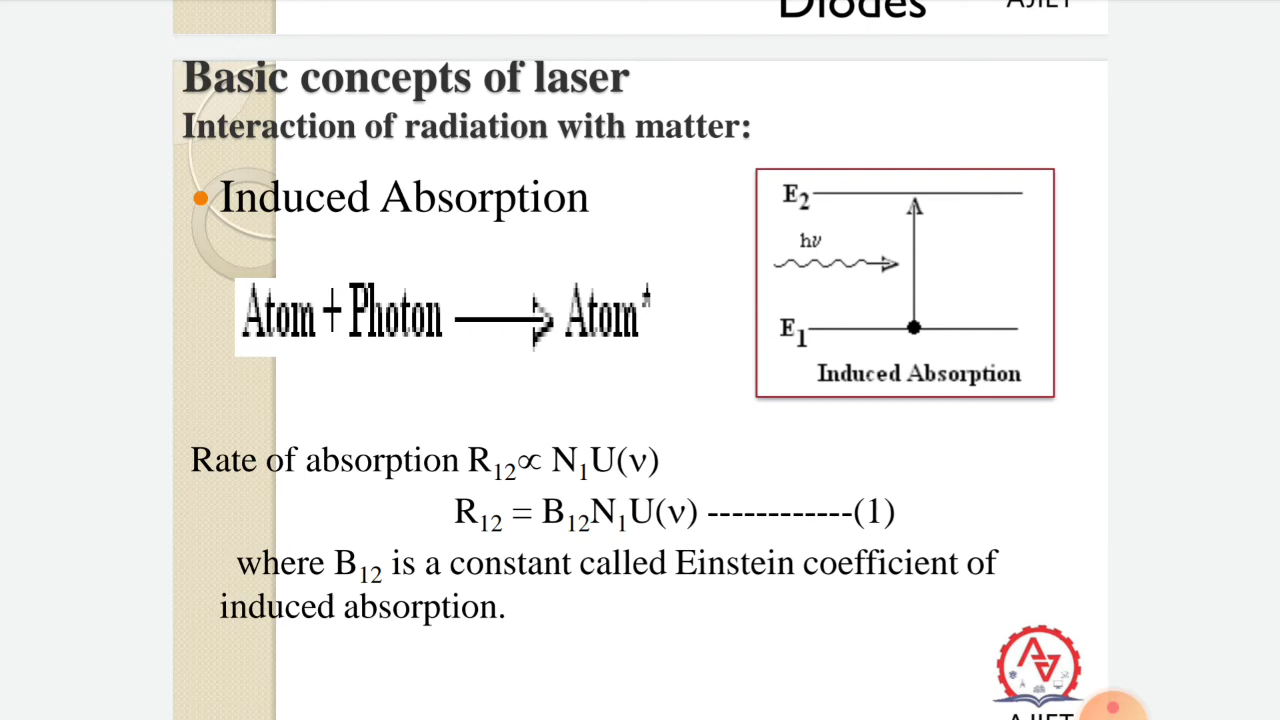 Diodes
AJIET
Basic concepts of laser
Interaction of radiation with matter:
Induced Absorption
Atom + Photon ⟶ Atom*
E₂
hν
E₁
Induced Absorption
Rate of absorption R₁₂∝ N₁U(ν)
R₁₂ = B₁₂N₁U(ν) ------------(1)
where B₁₂ is a constant called Einstein coefficient of
induced absorption.
AJIET